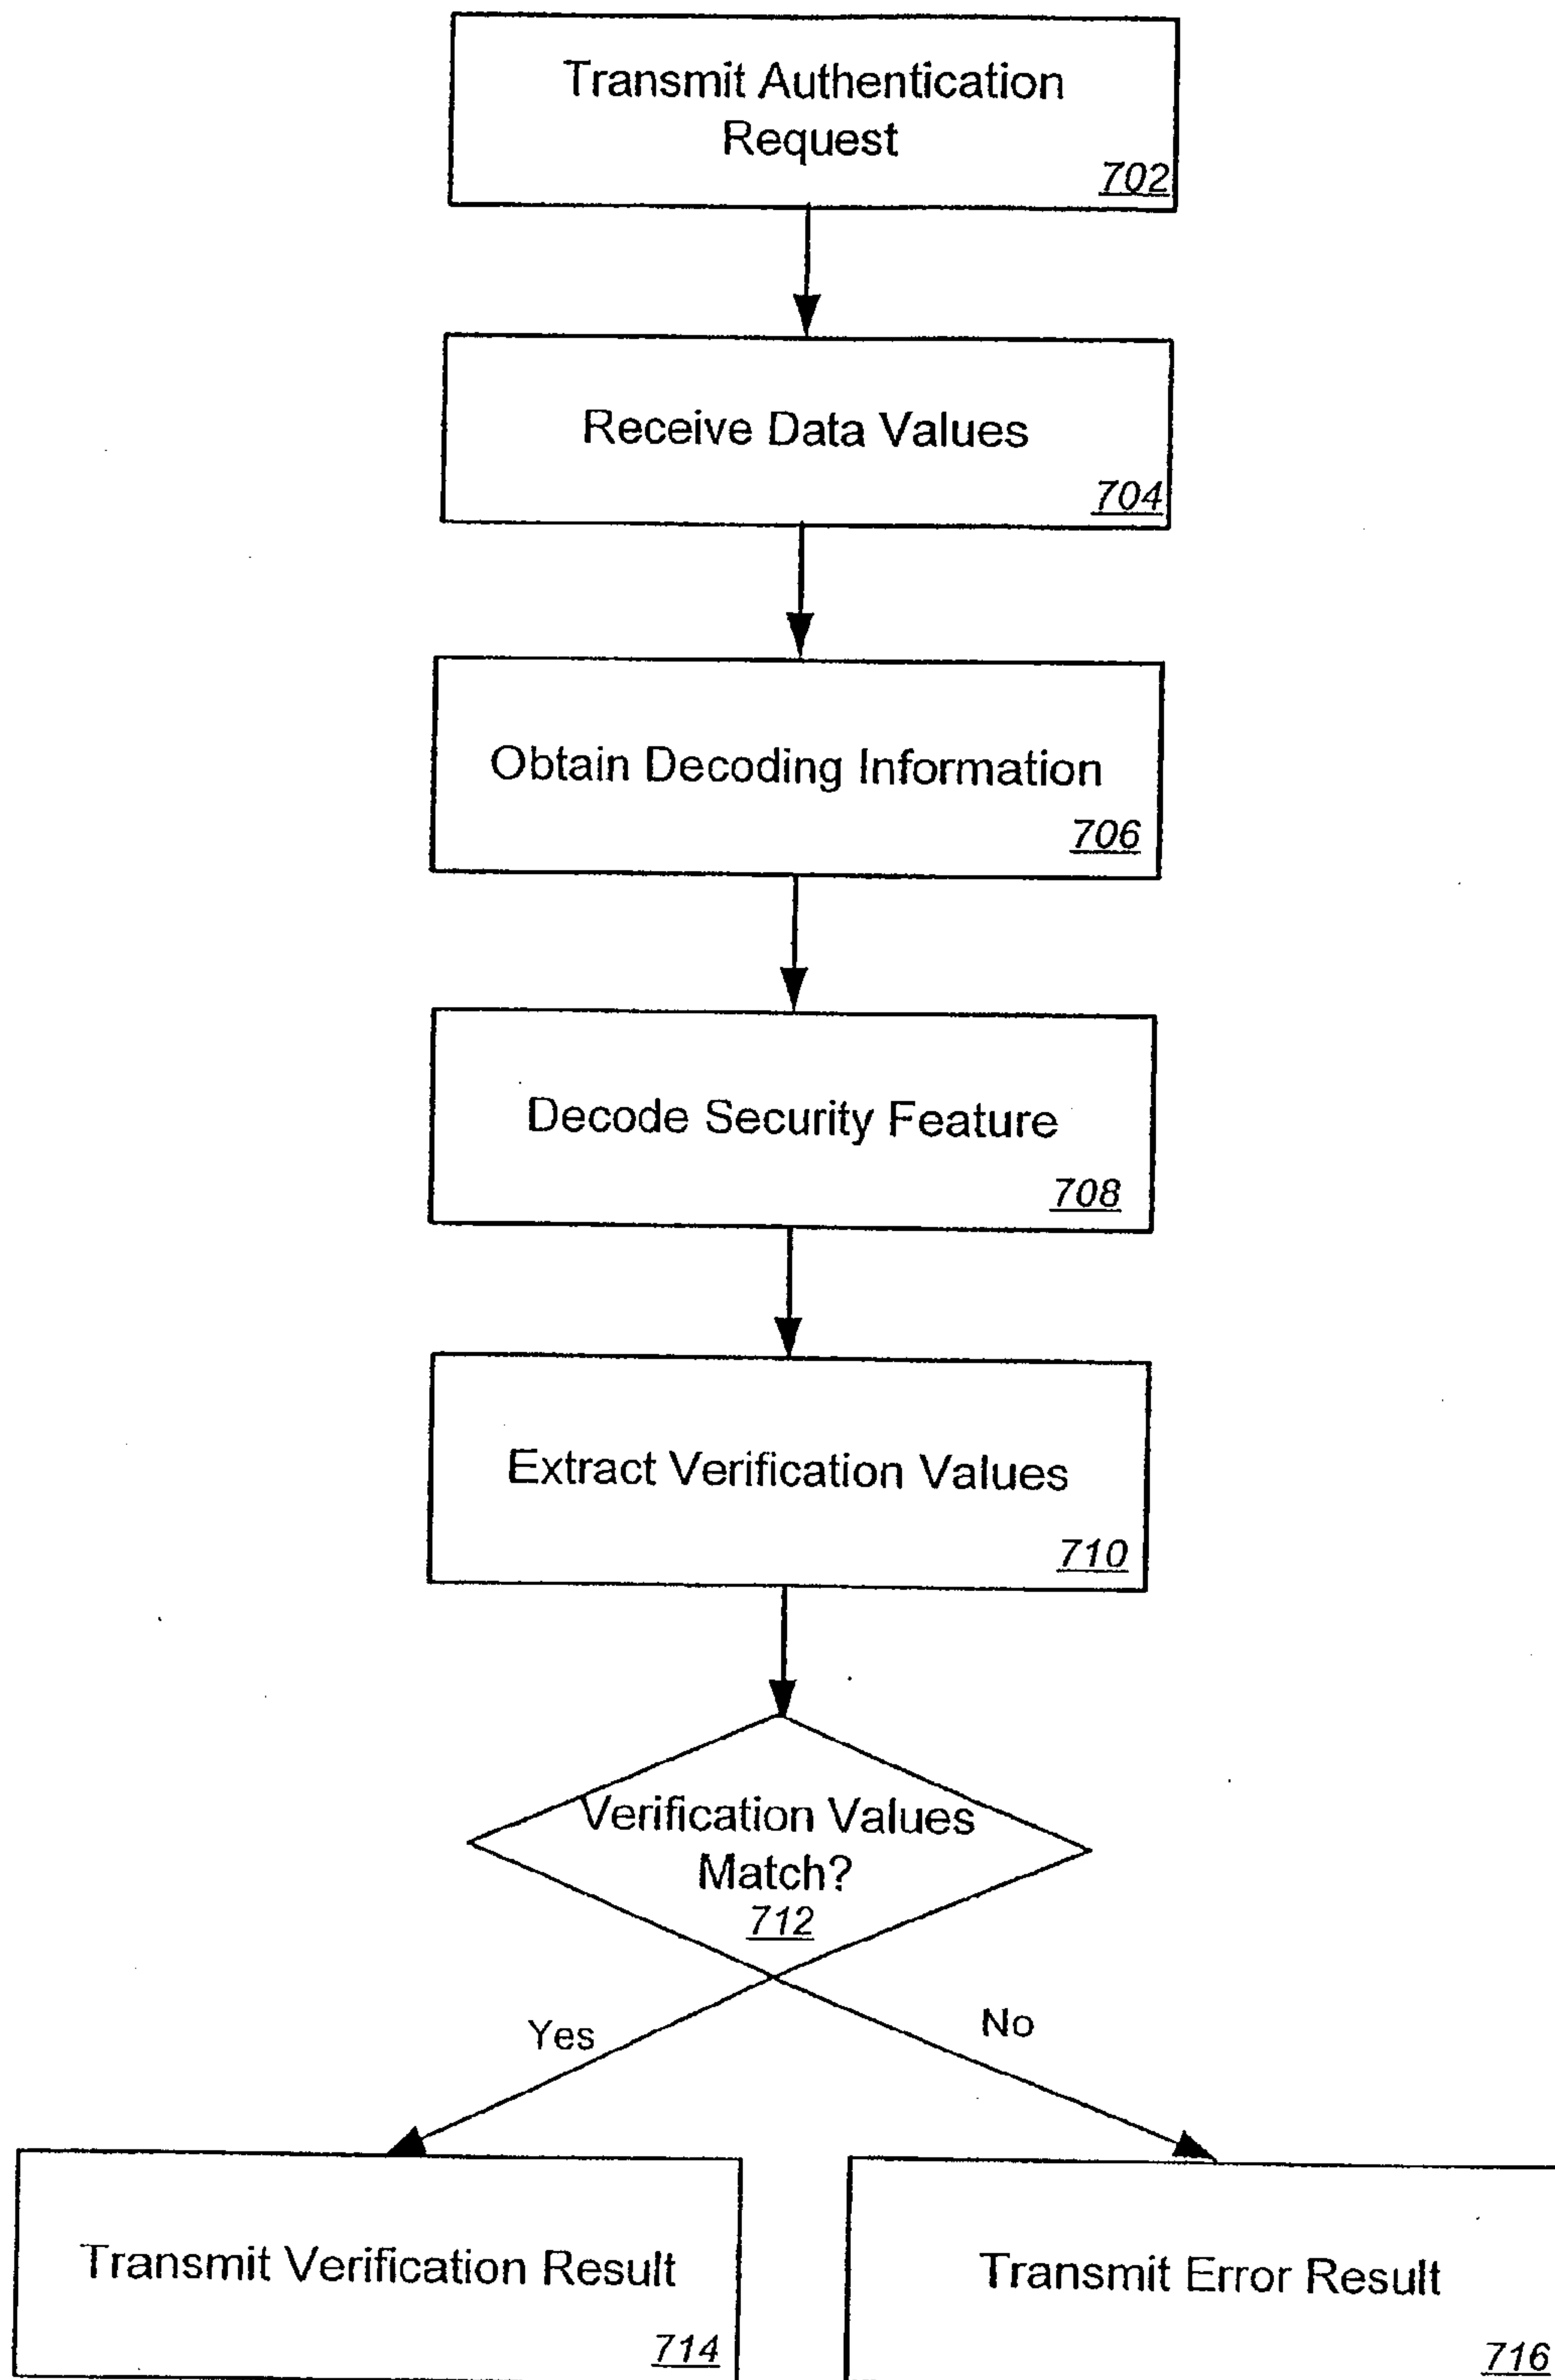 Transmit Authentication
Request
702
Receive Data Values
704
Obtain Decoding Information
706
Decode Security Feature
708
Extract Verification Values
710
Verification Values
Match?
712
Yes
No
Transmit Verification Result
714
Transmit Error Result
716